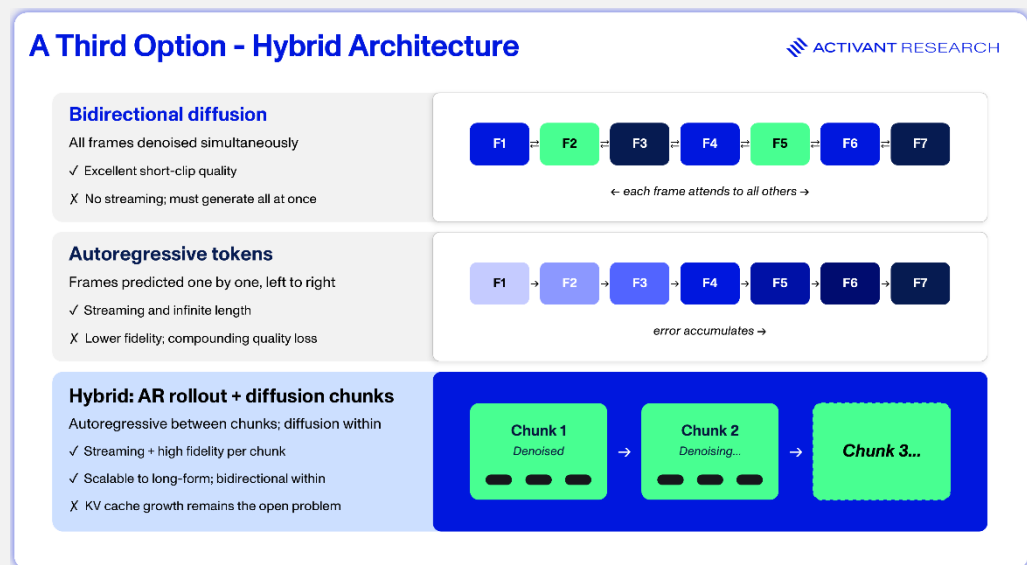 A Third Option - Hybrid Architecture
ACTIVANT RESEARCH
Bidirectional diffusion
All frames denoised simultaneously
✓ Excellent short-clip quality
✗ No streaming; must generate all at once
F1 ⇄ F2 ⇄ F3 ⇄ F4 ⇄ F5 ⇄ F6 ⇄ F7
← each frame attends to all others →
Autoregressive tokens
Frames predicted one by one, left to right
✓ Streaming and infinite length
✗ Lower fidelity; compounding quality loss
F1 → F2 → F3 → F4 → F5 → F6 → F7
error accumulates →
Hybrid: AR rollout + diffusion chunks
Autoregressive between chunks; diffusion within
✓ Streaming + high fidelity per chunk
✓ Scalable to long-form; bidirectional within
✗ KV cache growth remains the open problem
Chunk 1
Denoised
→
Chunk 2
Denoising...
→
Chunk 3...